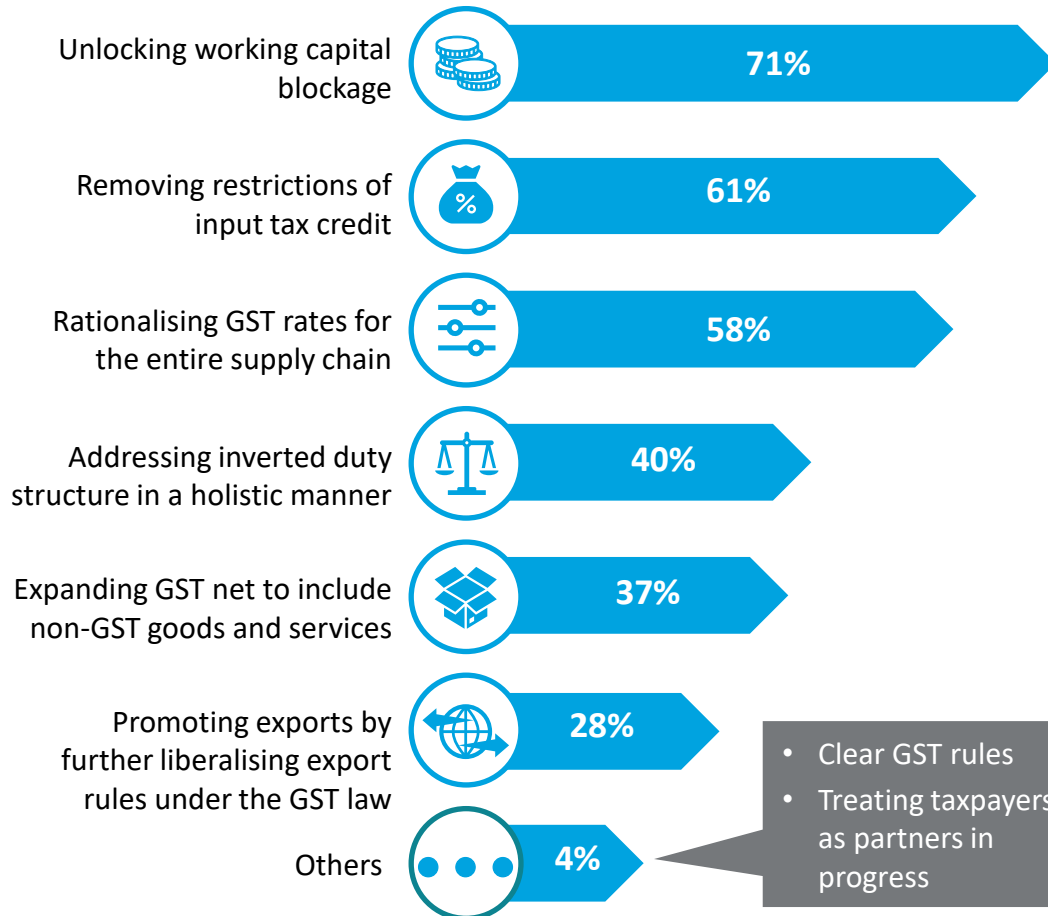 Unlocking working capital
blockage
71%
Removing restrictions of
input tax credit
%
61%
Rationalising GST rates for
the entire supply chain
58%
Addressing inverted duty
structure in a holistic manner
40%
Expanding GST net to include
non-GST goods and services
37%
Promoting exports by
further liberalising export
rules under the GST law
28%
Others
4%
• Clear GST rules
• Treating taxpayers
as partners in
progress